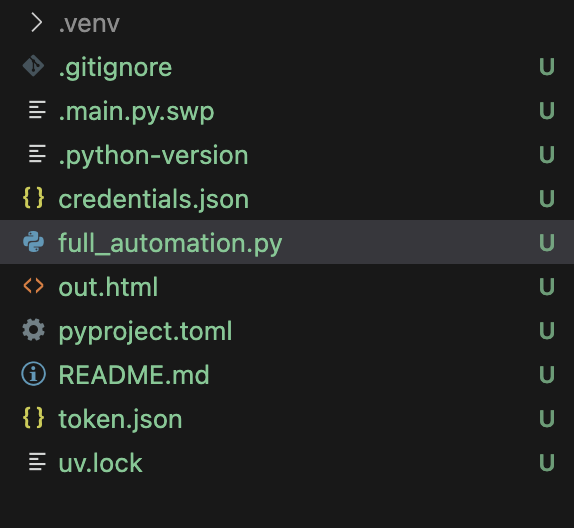 .venv
.gitignore U
.main.py.swp U
.python-version U
credentials.json U
full_automation.py U
out.html U
pyproject.toml U
README.md U
token.json U
uv.lock U